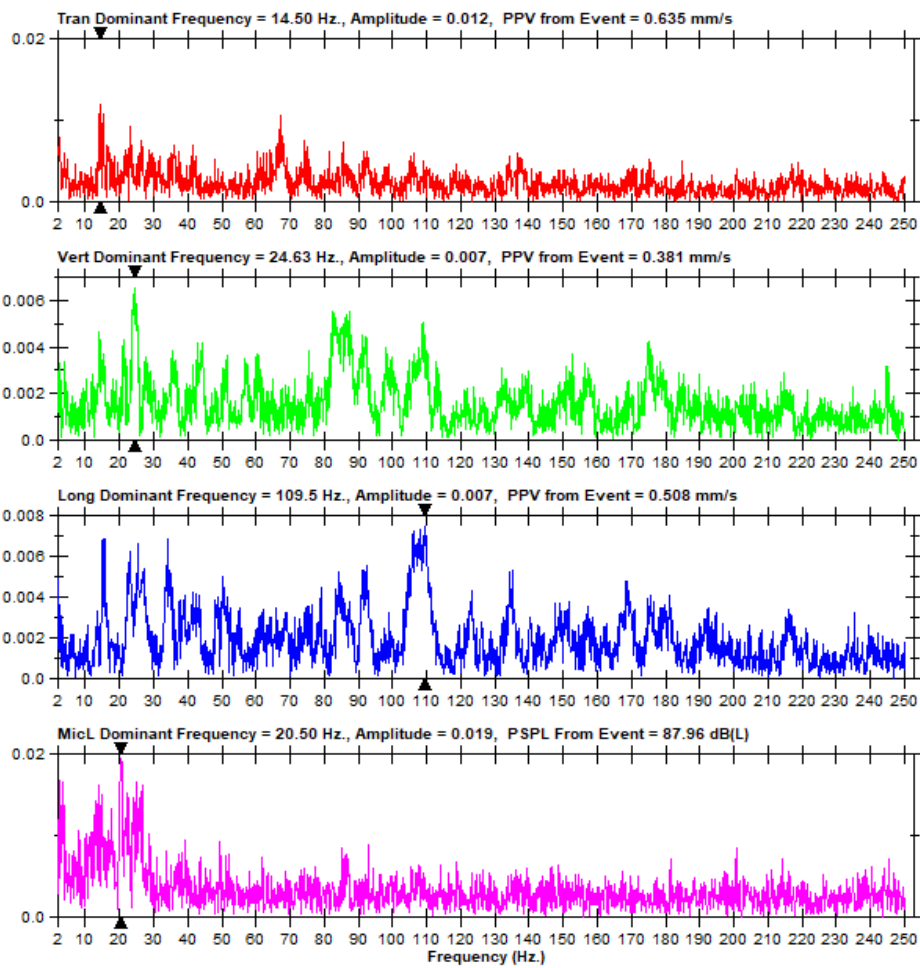 Tran Dominant Frequency = 14.50 Hz., Amplitude = 0.012,  PPV from Event = 0.635 mm/s
0.02
0.0
2 10 20 30 40 50 60 70 80 90 100 110 120 130 140 150 160 170 180 190 200 210 220 230 240 250
Vert Dominant Frequency = 24.63 Hz., Amplitude = 0.007,  PPV from Event = 0.381 mm/s
0.006
0.004
0.002
0.0
2 10 20 30 40 50 60 70 80 90 100 110 120 130 140 150 160 170 180 190 200 210 220 230 240 250
Long Dominant Frequency = 109.5 Hz., Amplitude = 0.007,  PPV from Event = 0.508 mm/s
0.008
0.006
0.004
0.002
0.0
2 10 20 30 40 50 60 70 80 90 100 110 120 130 140 150 160 170 180 190 200 210 220 230 240 250
MicL Dominant Frequency = 20.50 Hz., Amplitude = 0.019,  PSPL From Event = 87.96 dB(L)
0.02
0.0
2 10 20 30 40 50 60 70 80 90 100 110 120 130 140 150 160 170 180 190 200 210 220 230 240 250
Frequency (Hz.)